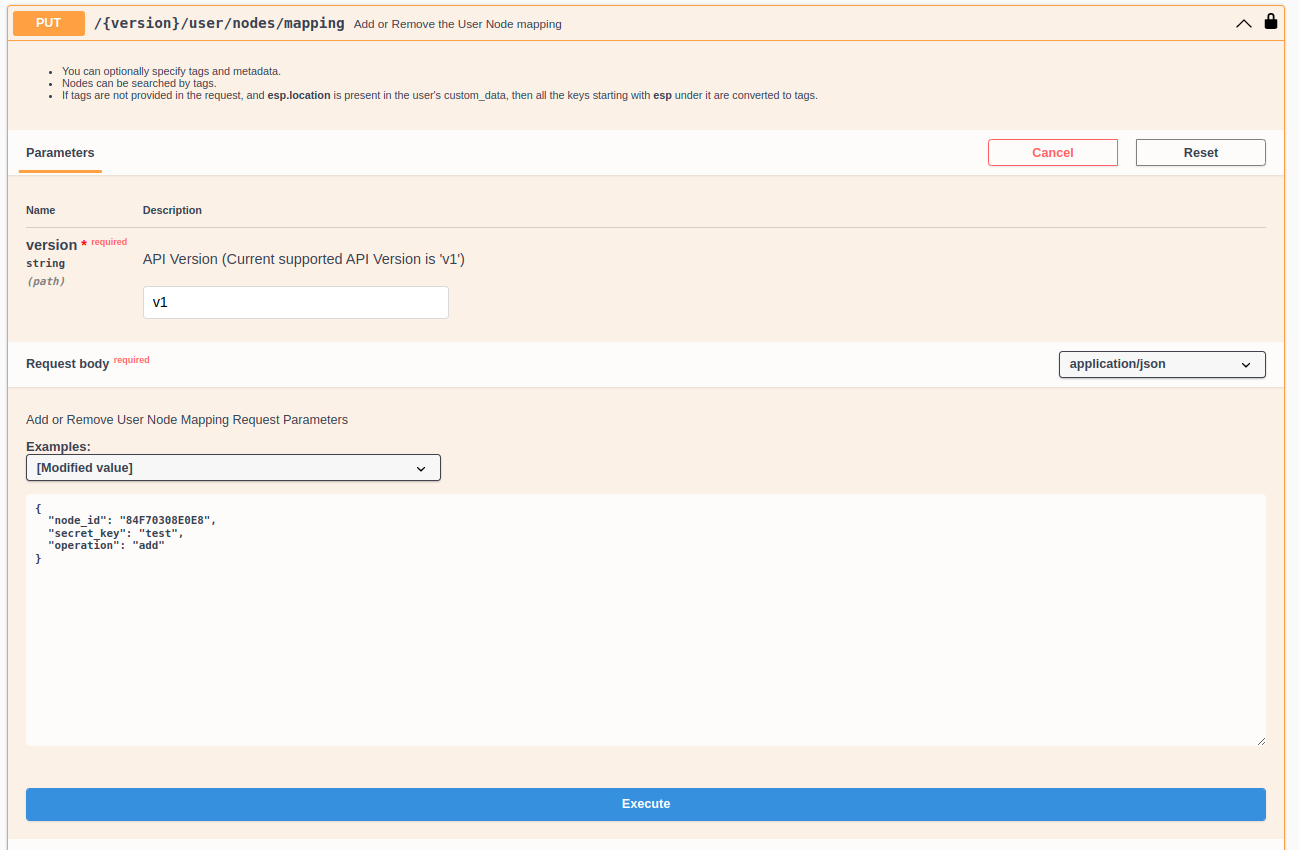 PUT /{version}/user/nodes/mapping Add or Remove the User Node mapping
You can optionally specify tags and metadata.
Nodes can be searched by tags.
If tags are not provided in the request, and esp.location is present in the user's custom_data, then all the keys starting with esp under it are converted to tags.
Parameters Cancel Reset
Name Description
version * required
string
(path)
API Version (Current supported API Version is 'v1')
v1
Request body required application/json
Add or Remove User Node Mapping Request Parameters
Examples:
[Modified value]
{
  "node_id": "84F70308E0E8",
  "secret_key": "test",
  "operation": "add"
}
Execute